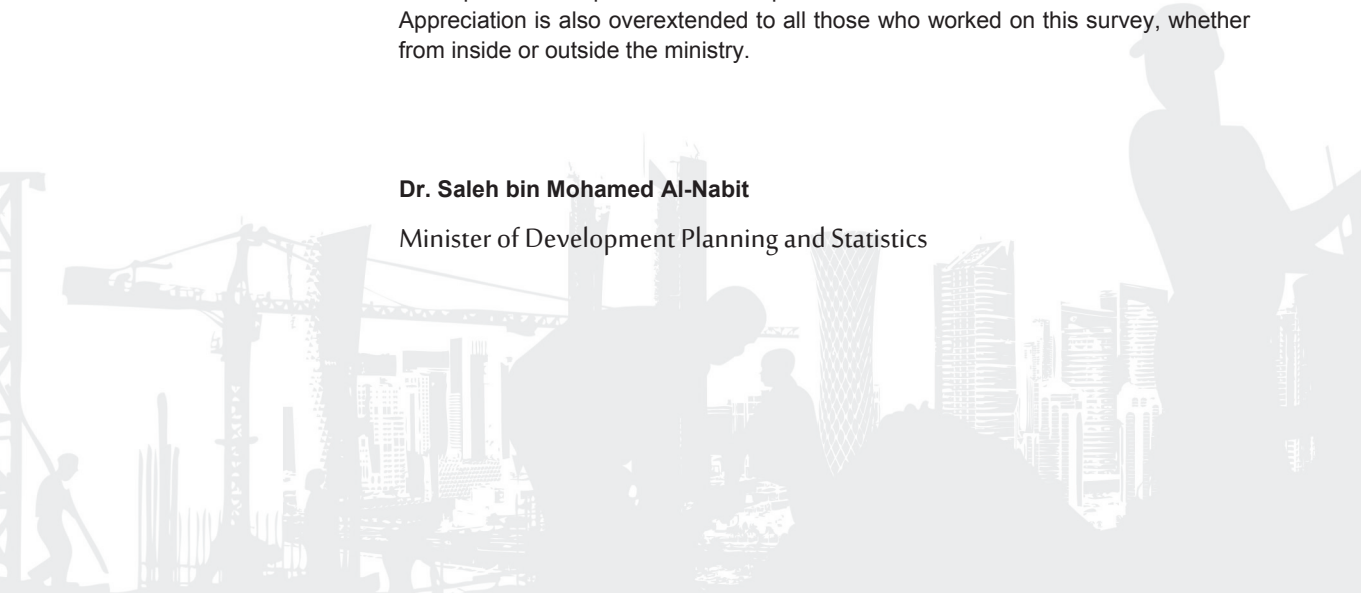 Appreciation is also overextended to all those who worked on this survey, whether
from inside or outside the ministry.
Dr. Saleh bin Mohamed Al-Nabit
Minister of Development Planning and Statistics